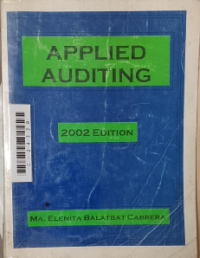 APPLIED
AUDITING
2002 EDITION
MA. ELENITA BALATBAT CABRERA